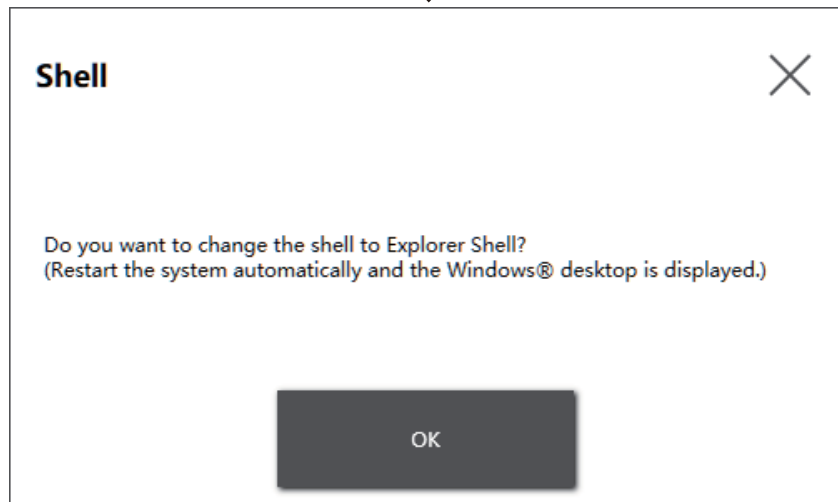 Shell
Do you want to change the shell to Explorer Shell?
(Restart the system automatically and the Windows® desktop is displayed.)
OK